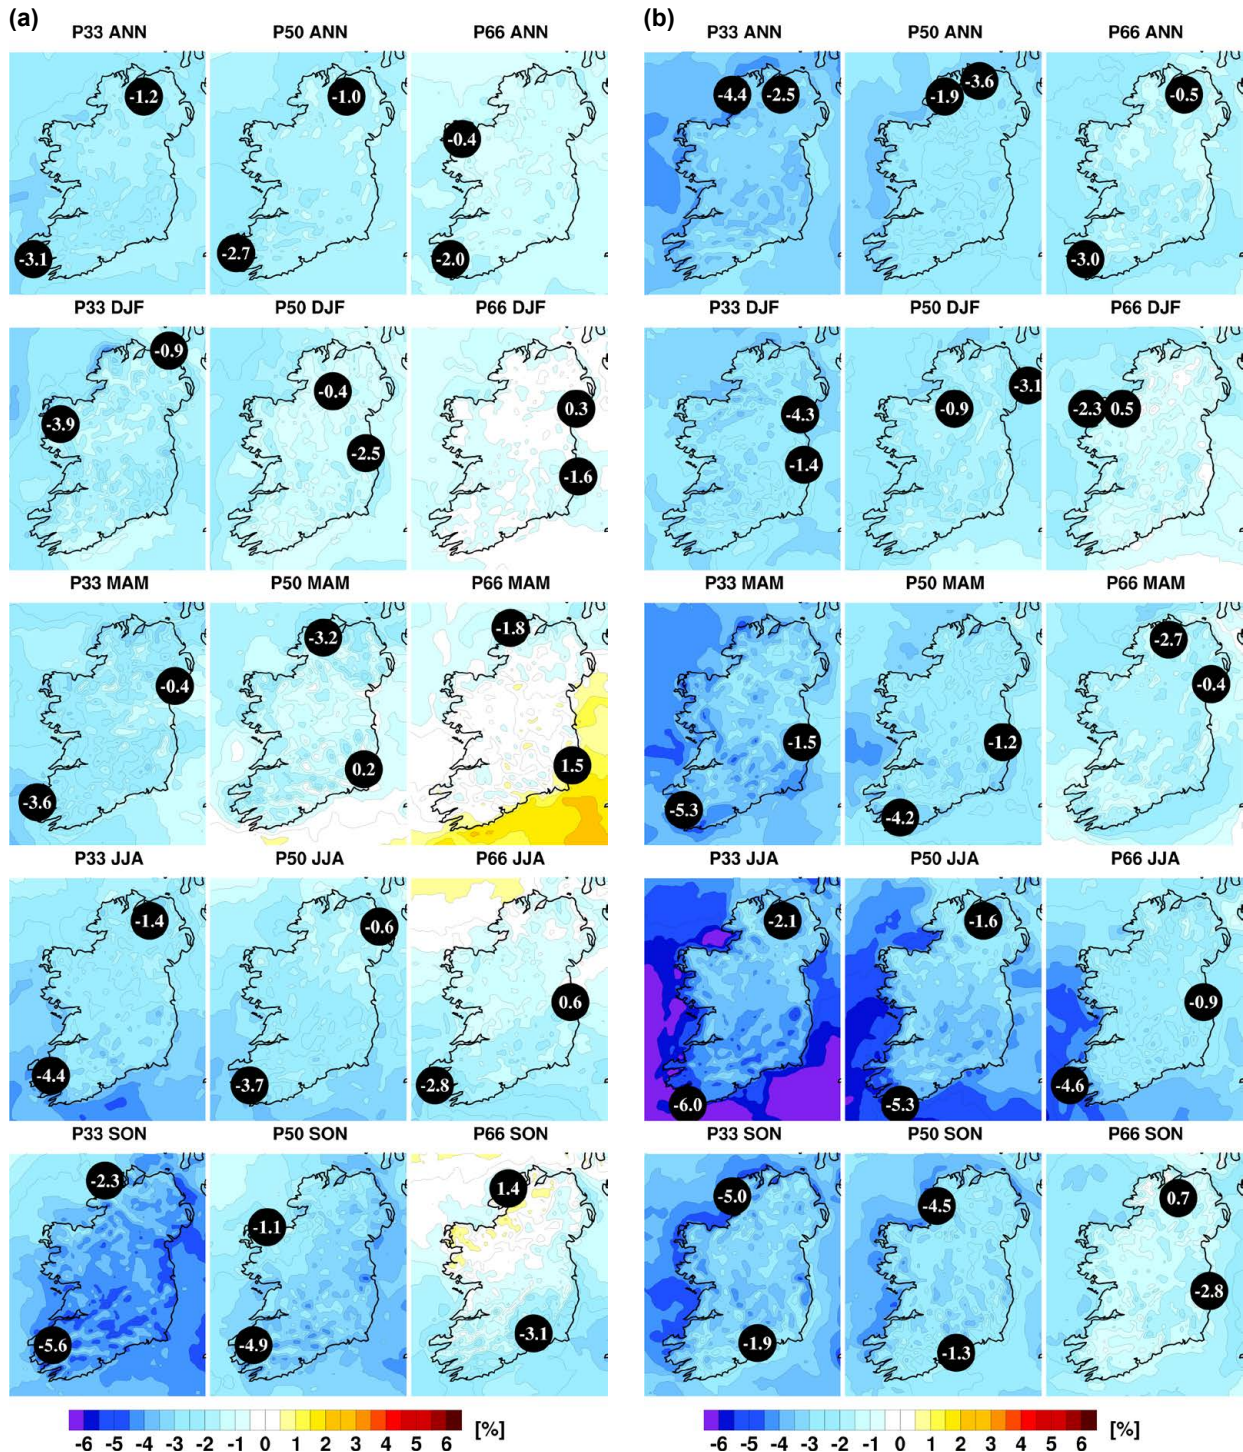 (a)
(b)
P33 ANN P50 ANN P66 ANN P33 ANN P50 ANN P66 ANN
-1.2 -1.0 -0.4 -4.4 -2.5 -1.9 -3.6 -0.5
-3.1 -2.7 -2.0 -3.0
P33 DJF P50 DJF P66 DJF P33 DJF P50 DJF P66 DJF
-0.9 -0.4 0.3 -4.3 -0.9 -3.1 -2.3 0.5
-3.9 -2.5 -1.6 -1.4
P33 MAM P50 MAM P66 MAM P33 MAM P50 MAM P66 MAM
-0.4 -3.2 -1.8 -1.5 -1.2 -2.7 -0.4
-3.6 0.2 1.5 -5.3 -4.2
P33 JJA P50 JJA P66 JJA P33 JJA P50 JJA P66 JJA
-1.4 -0.6 0.6 -2.1 -1.6 -0.9
-4.4 -3.7 -2.8 -6.0 -5.3 -4.6
P33 SON P50 SON P66 SON P33 SON P50 SON P66 SON
-2.3 -1.1 1.4 -5.0 -4.5 0.7
-5.6 -4.9 -3.1 -1.9 -1.3 -2.8
-6 -5 -4 -3 -2 -1 0 1 2 3 4 5 6 [%]
-6 -5 -4 -3 -2 -1 0 1 2 3 4 5 6 [%]